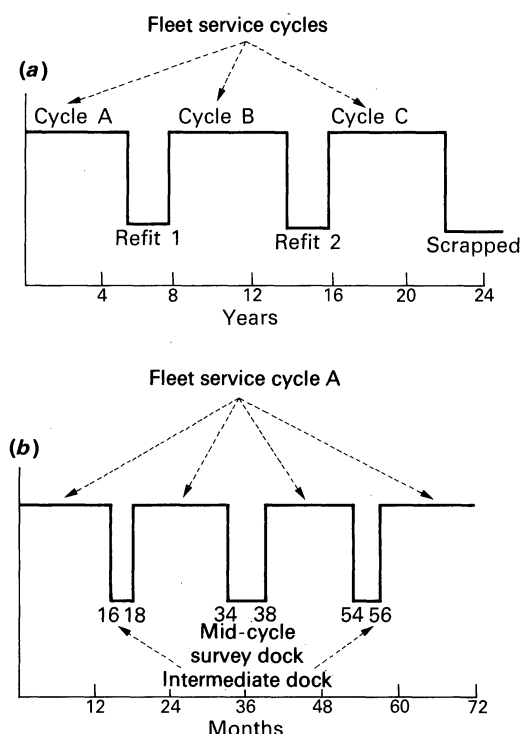 Fleet service cycles
(a)
Cycle A Cycle B Cycle C
Refit 1 Refit 2 Scrapped
4 8 12 16 20 24
Years
Fleet service cycle A
(b)
16 18 34 38 54 56
Mid-cycle
survey dock
Intermediate dock
12 24 36 48 60 72
Months